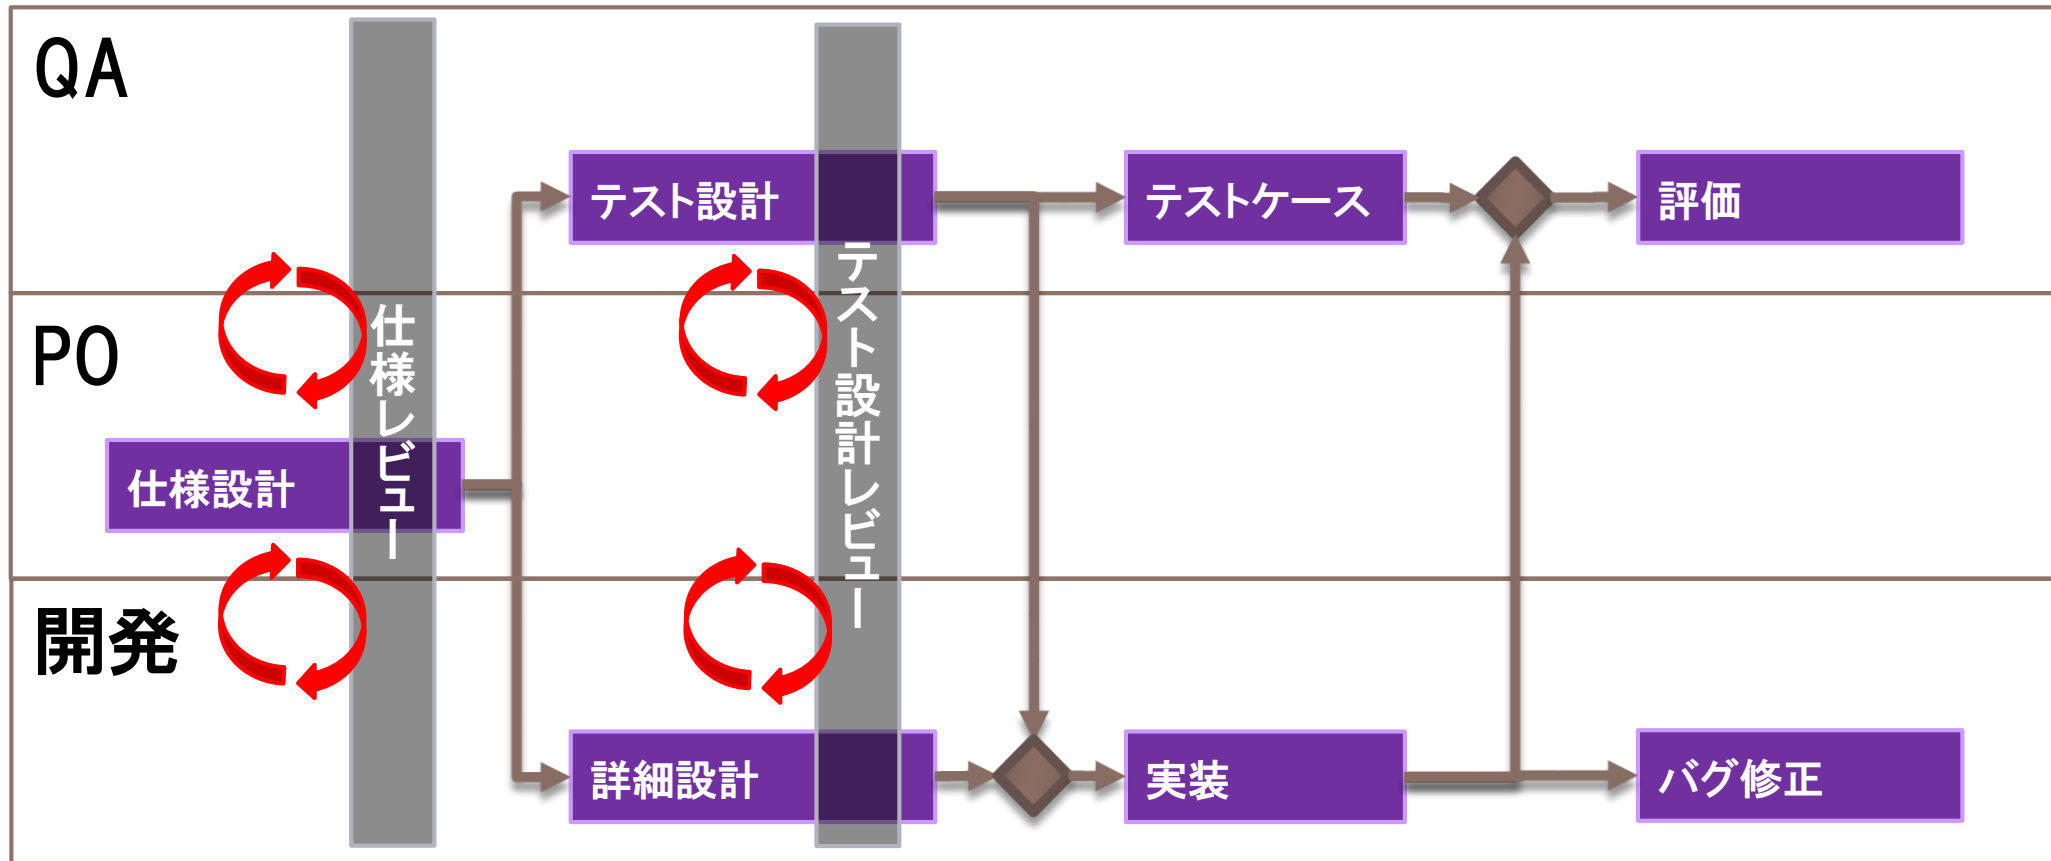 QA
テスト設計
テストケース
評価
PO
仕様設計
仕様レビュー
テスト設計レビュー
開発
詳細設計
実装
バグ修正